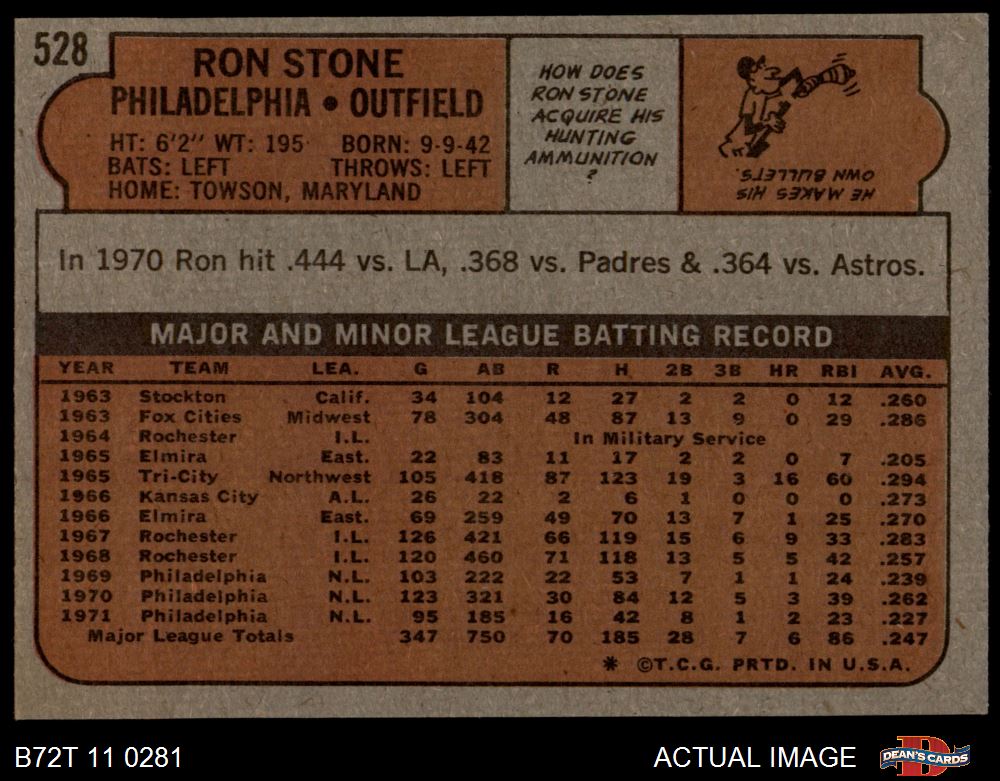 528
RON STONE
PHILADELPHIA • OUTFIELD
HT: 6'2" WT: 195 BORN: 9-9-42
BATS: LEFT THROWS: LEFT
HOME: TOWSON, MARYLAND
HOW DOES
RON STONE
ACQUIRE HIS
HUNTING
AMMUNITION
?
HE MAKES HIS
OWN BULLETS.
In 1970 Ron hit .444 vs. LA, .368 vs. Padres & .364 vs. Astros.
MAJOR AND MINOR LEAGUE BATTING RECORD
YEAR TEAM LEA. G AB R H 2B 3B HR RBI AVG.
1963 Stockton Calif. 34 104 12 27 2 2 0 12 .260
1963 Fox Cities Midwest 78 304 48 87 13 9 0 29 .286
1964 Rochester I.L. In Military Service
1965 Elmira East. 22 83 11 17 2 2 0 7 .205
1965 Tri-City Northwest 105 418 87 123 19 3 16 60 .294
1966 Kansas City A.L. 26 22 2 6 1 0 0 0 .273
1966 Elmira East. 69 259 49 70 13 7 1 25 .270
1967 Rochester I.L. 126 421 66 119 15 6 9 33 .283
1968 Rochester I.L. 120 460 71 118 13 5 5 42 .257
1969 Philadelphia N.L. 103 222 22 53 7 1 1 24 .239
1970 Philadelphia N.L. 123 321 30 84 12 5 3 39 .262
1971 Philadelphia N.L. 95 185 16 42 8 1 2 23 .227
Major League Totals 347 750 70 185 28 7 6 86 .247
* ©T.C.G. PRTD. IN U.S.A.
B72T 11 0281 ACTUAL IMAGE
DEAN'S CARDS